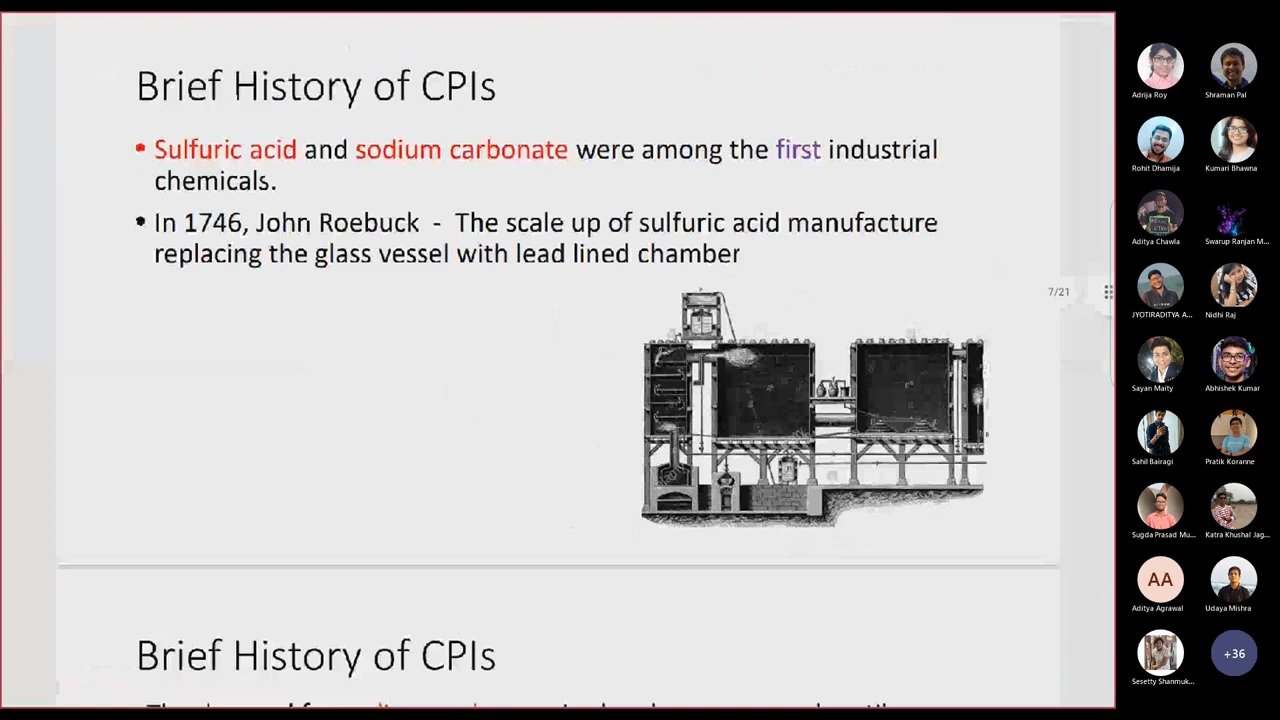 Brief History of CPIs
• Sulfuric acid and sodium carbonate were among the first industrial
chemicals.
• In 1746, John Roebuck - The scale up of sulfuric acid manufacture
replacing the glass vessel with lead lined chamber
7/21
Brief History of CPIs
Adrija Roy
Shraman Pal
Rohit Dhamija
Kumari Bhawna
Aditya Chawla
Swarup Ranjan M...
JYOTIRADITYA A...
Nidhi Raj
Sayan Maity
Abhishek Kumar
Sahil Bairagi
Pratik Koranne
Sugda Prasad Mu...
Katra Khushal Jag...
AA
Aditya Agrawal
Udaya Mishra
Sesetty Shanmuk...
+36